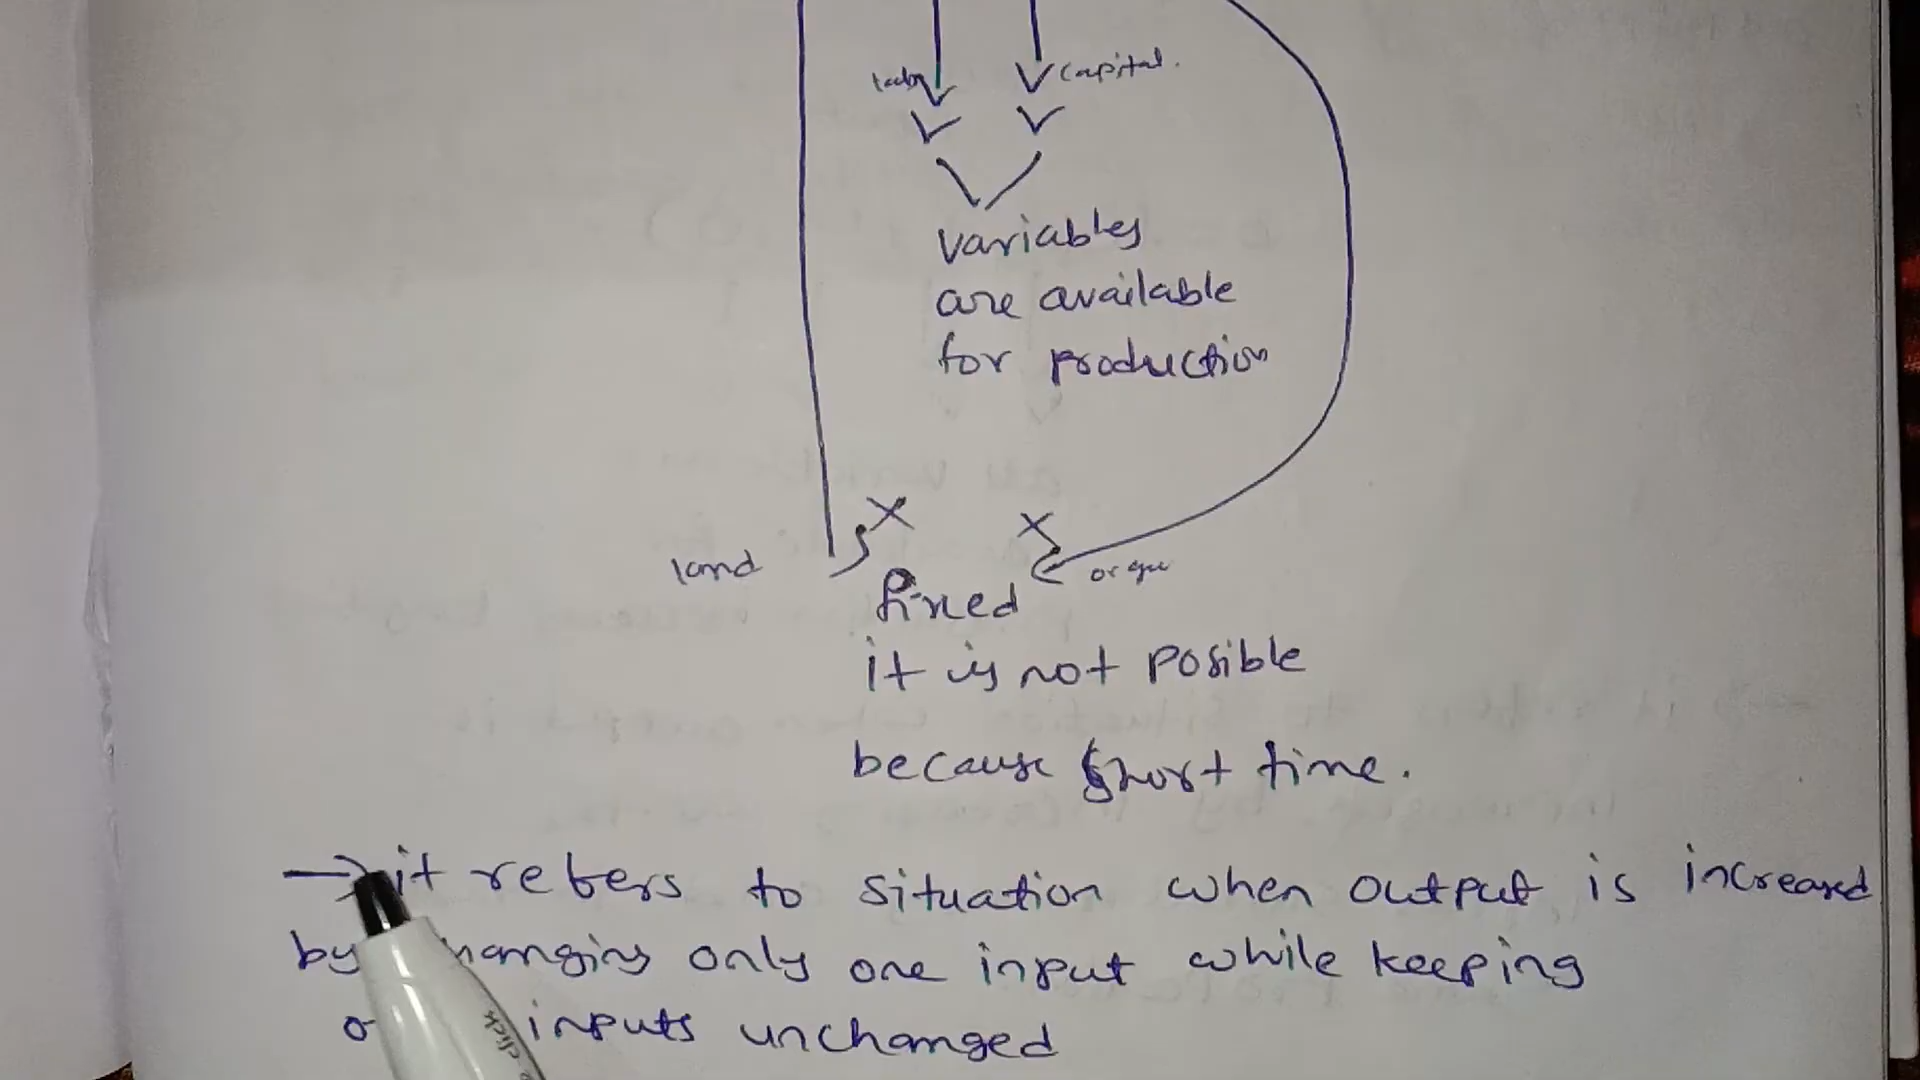 capital.
variables
are available
for production
land
fixed
it is not posible
because short time.
it refers to situation when output is increased
by only one input while keeping
inputs unchanged
click